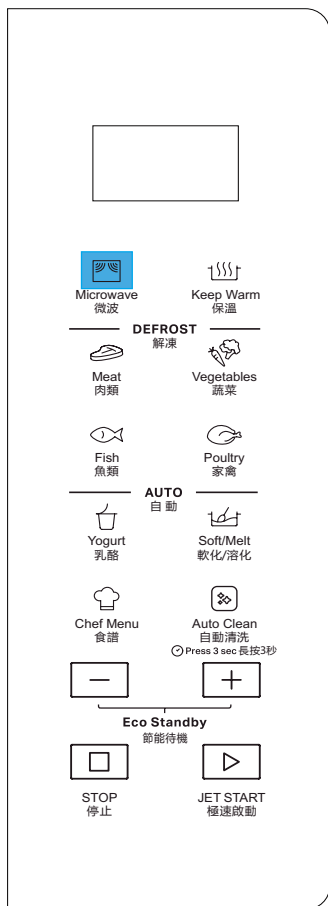 Microwave
微波
Keep Warm
保溫
DEFROST
解凍
Meat
肉類
Vegetables
蔬菜
Fish
魚類
Poultry
家禽
AUTO
自動
Yogurt
乳酪
Soft/Melt
軟化/溶化
Chef Menu
食譜
Auto Clean
自動清洗
Press 3 sec 長按3秒
Eco Standby
節能待機
STOP
停止
JET START
極速啟動